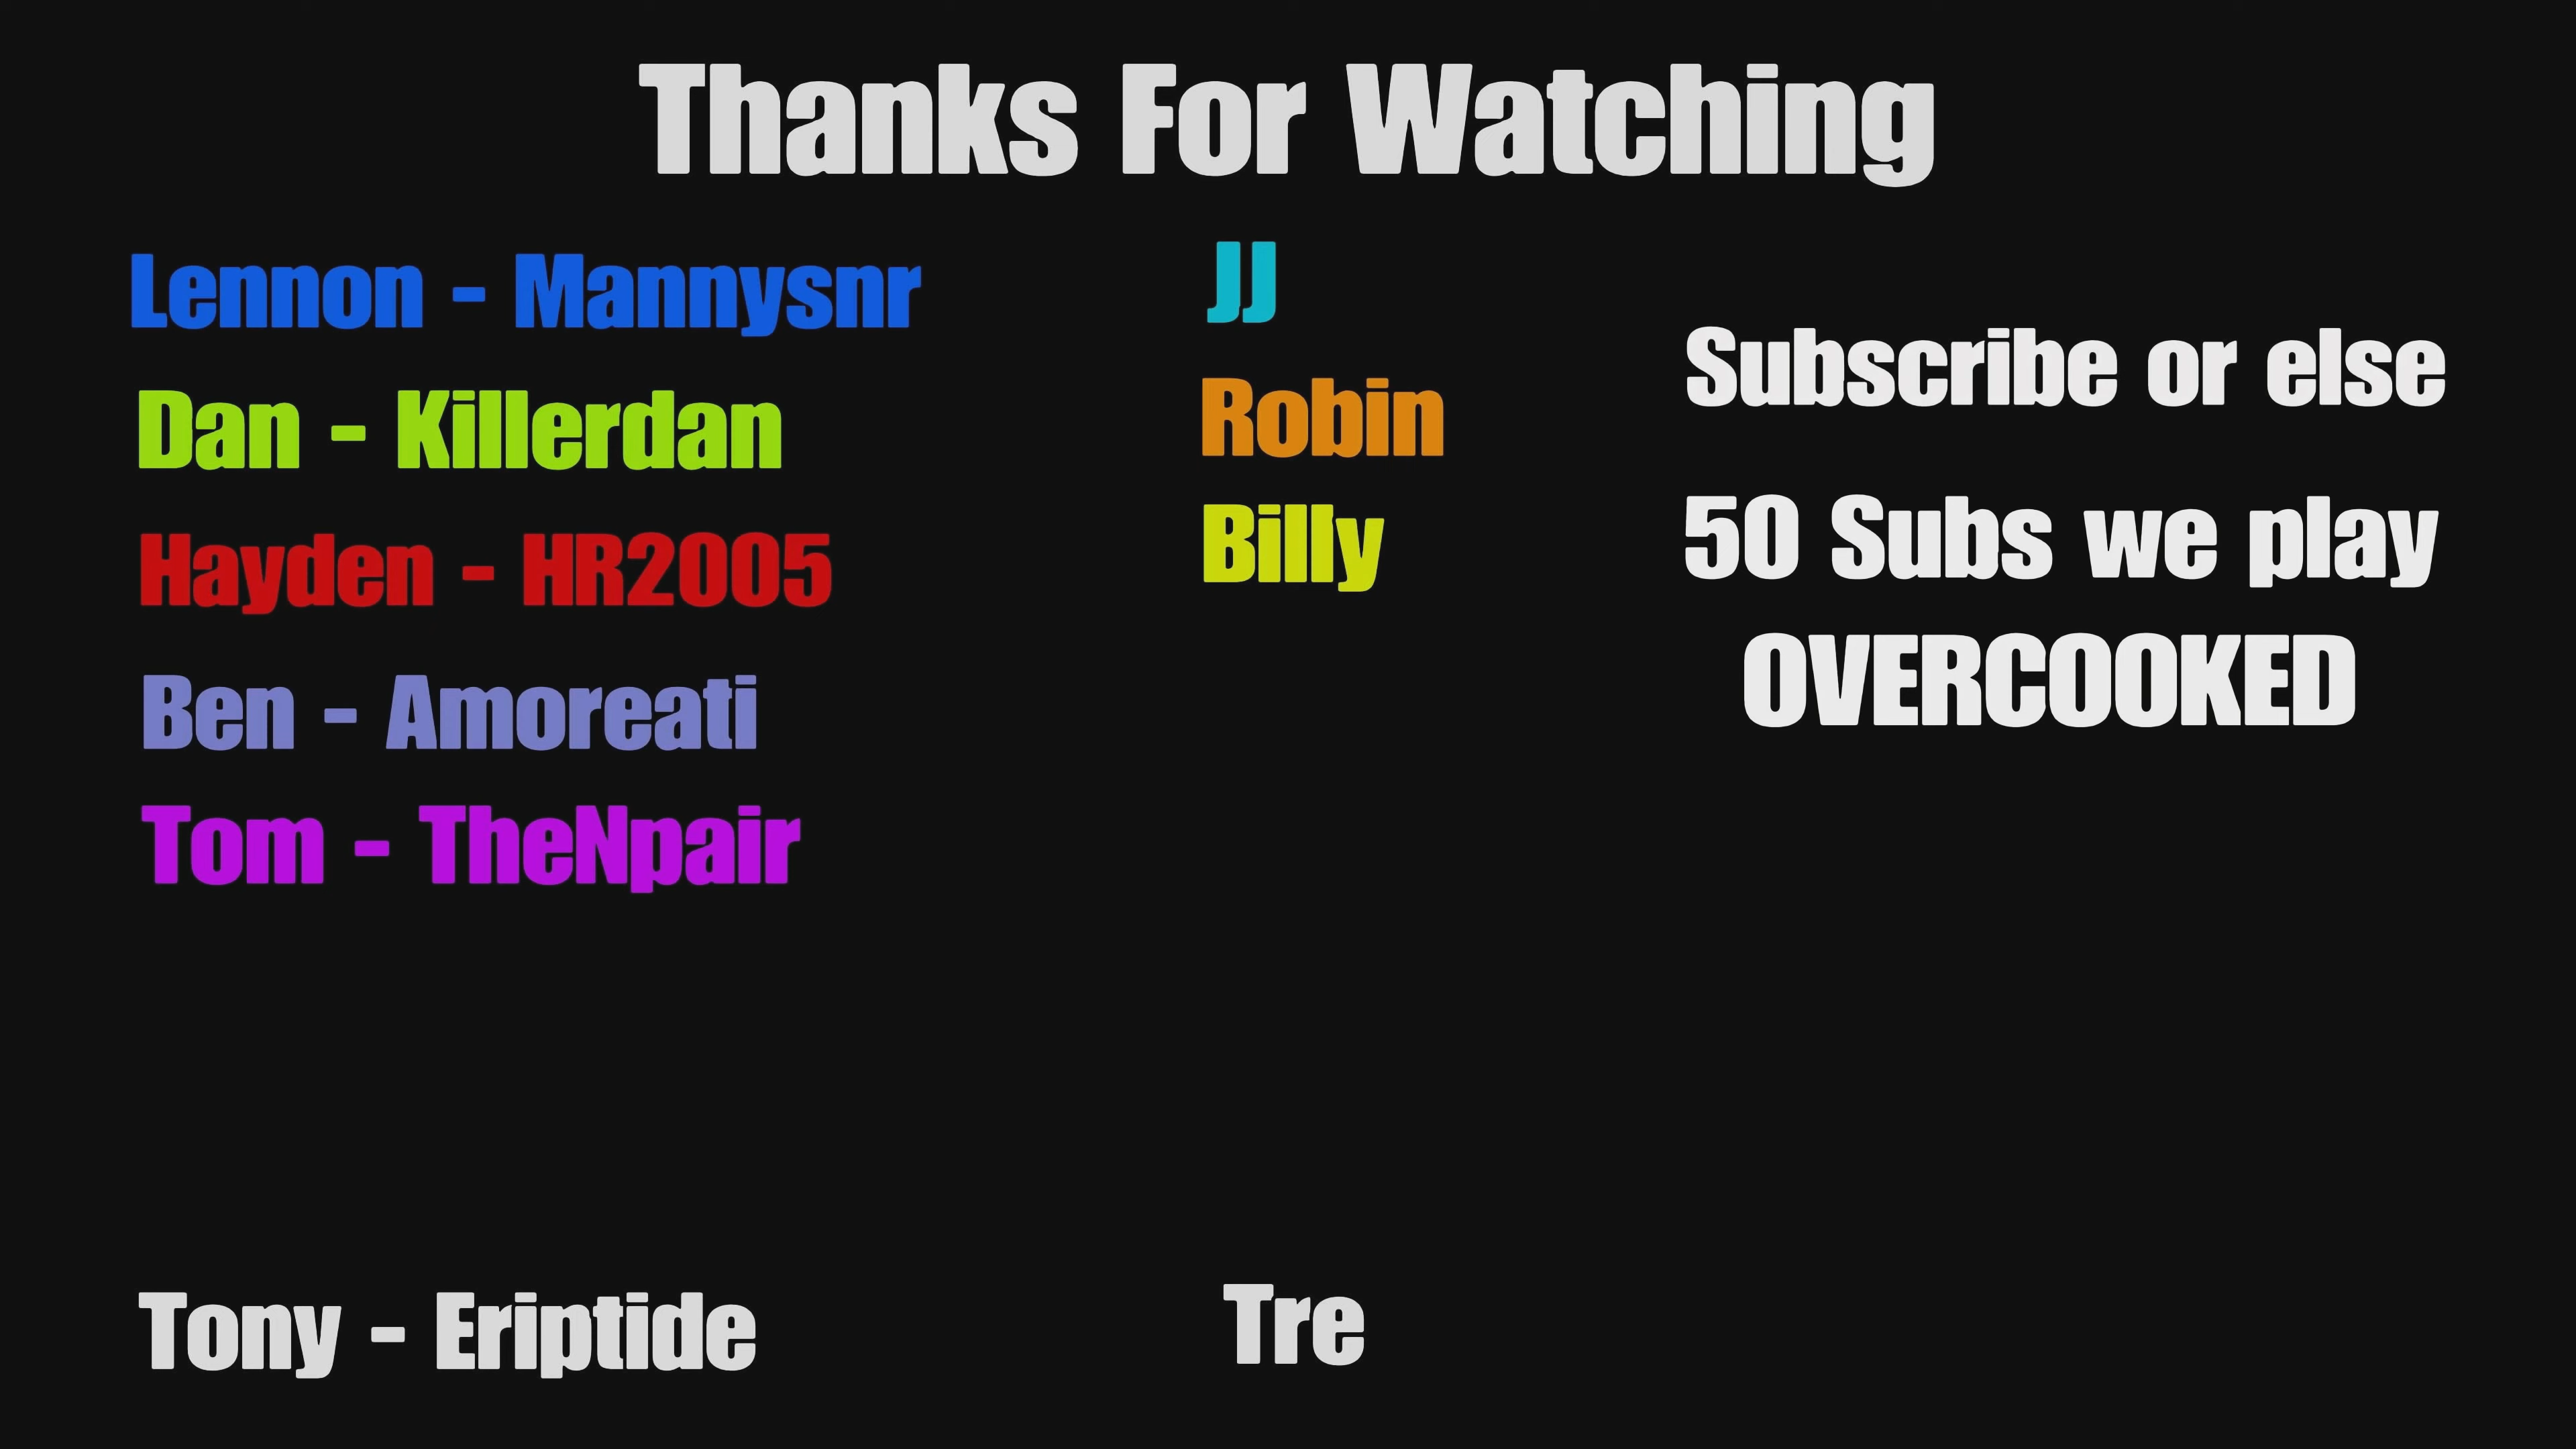 Thanks For Watching
Lennon - Mannysnr
Dan - Killerdan
Hayden - HR2005
Ben - Amoreati
Tom - TheNpair
Tony - Eriptide
JJ
Robin
Billy
Tre
Subscribe or else
50 Subs we play
OVERCOOKED